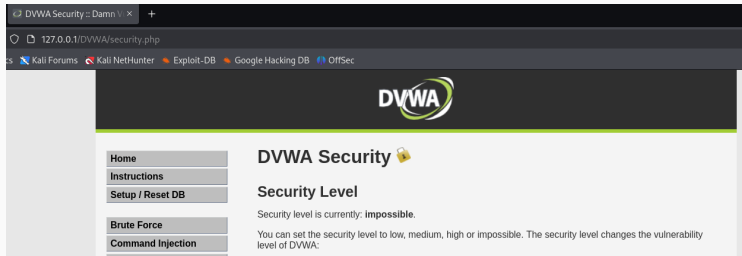 DVWA Security :: Damn V
127.0.0.1/DVWA/security.php
cs Kali Forums Kali NetHunter Exploit-DB Google Hacking DB OffSec
DVWA
Home
Instructions
Setup / Reset DB
Brute Force
Command Injection
DVWA Security
Security Level
Security level is currently: impossible.
You can set the security level to low, medium, high or impossible. The security level changes the vulnerability
level of DVWA: